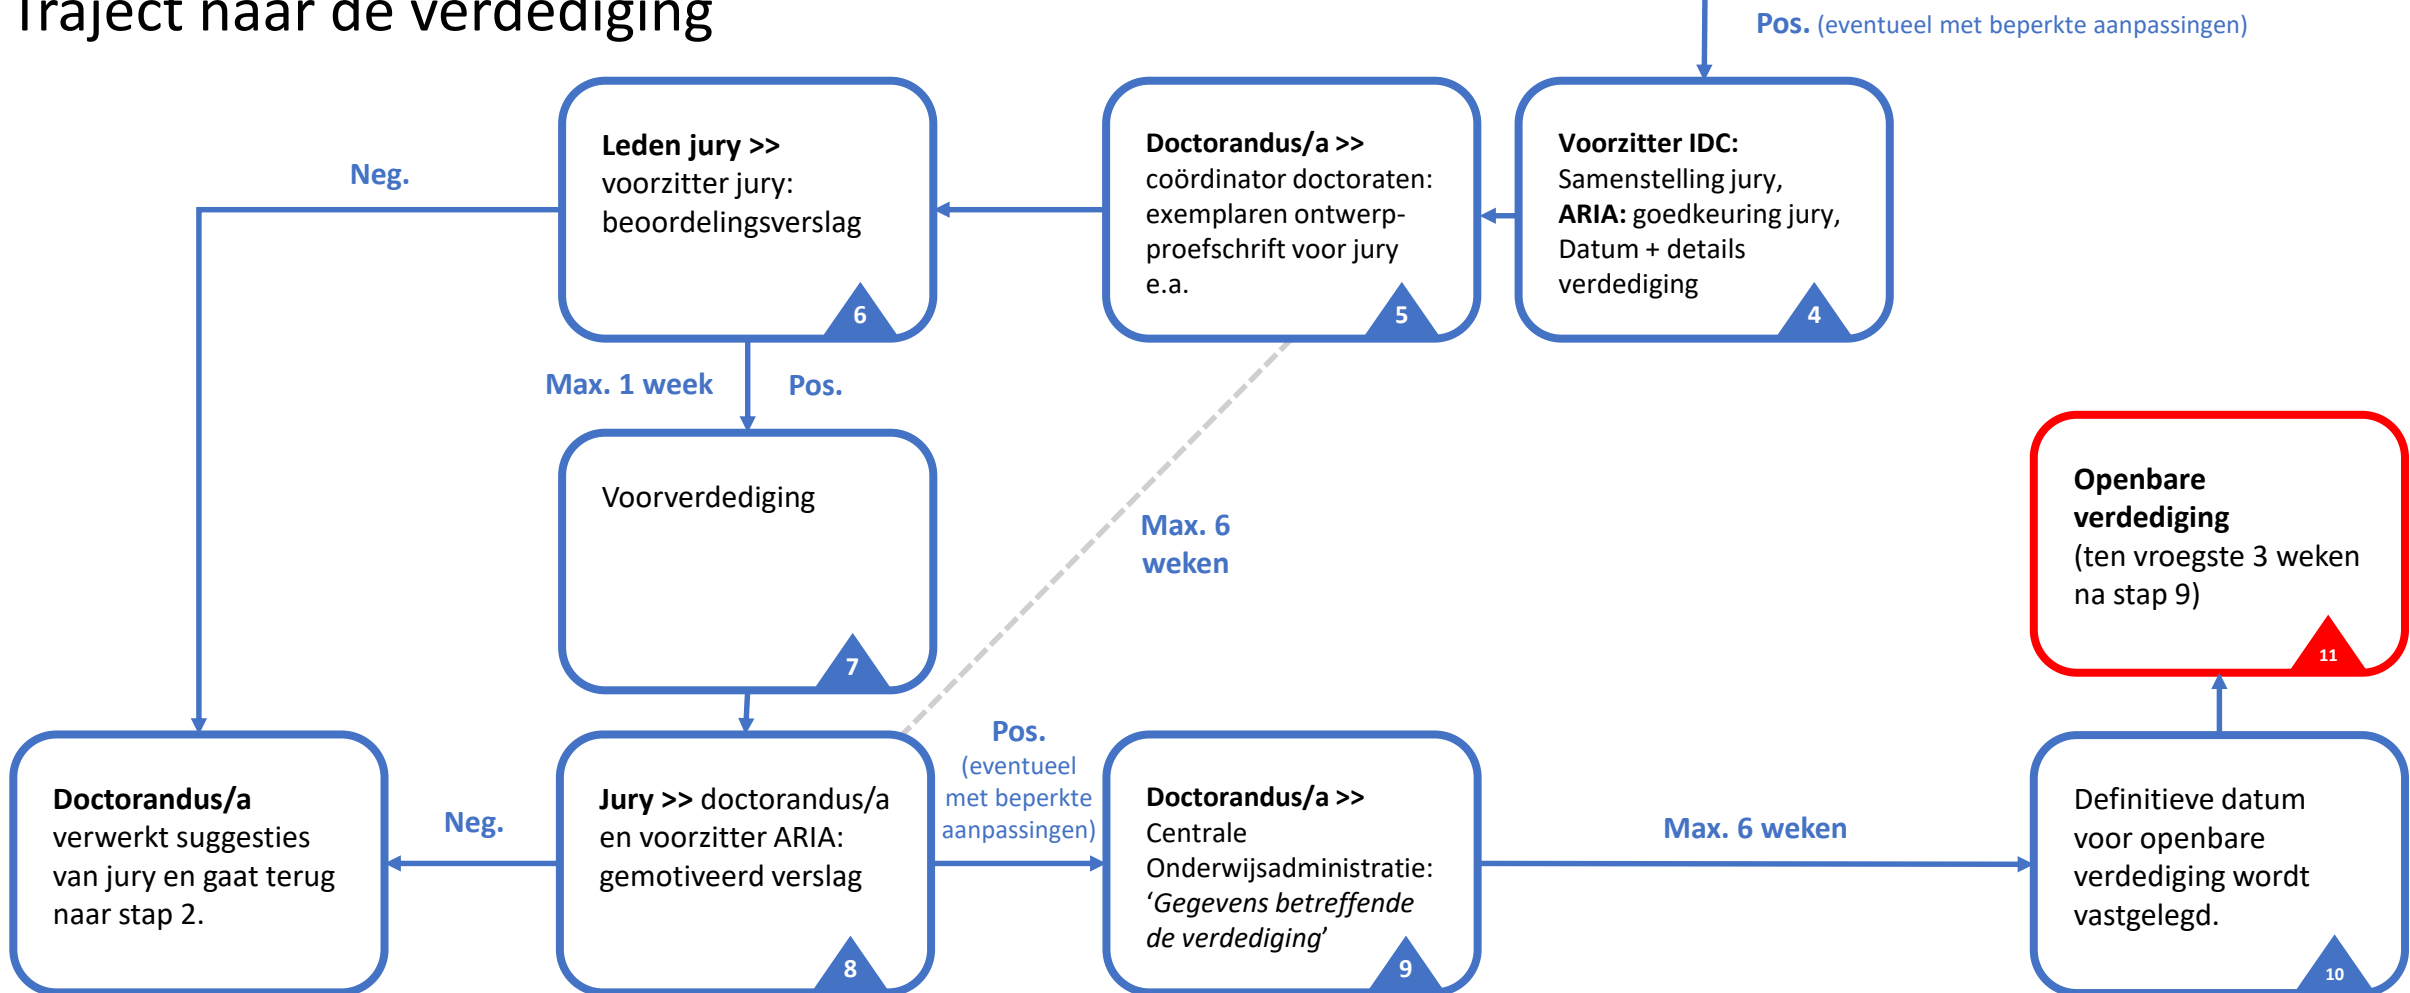 Traject naar de verdediging
Pos. (eventueel met beperkte aanpassingen)
Neg.
Leden jury >>
voorzitter jury:
beoordelingsverslag
6
Doctorandus/a >>
coördinator doctoraten:
exemplaren ontwerp-
proefschrift voor jury
e.a.
5
Voorzitter IDC:
Samenstelling jury,
ARIA: goedkeuring jury,
Datum + details
verdediging
4
Max. 1 week
Pos.
Voorverdediging
7
Max. 6
weken
Openbare
verdediging
(ten vroegste 3 weken
na stap 9)
11
Doctorandus/a
verwerkt suggesties
van jury en gaat terug
naar stap 2.
Neg.
Jury >> doctorandus/a
en voorzitter ARIA:
gemotiveerd verslag
8
Pos.
(eventueel
met beperkte
aanpassingen)
Doctorandus/a >>
Centrale
Onderwijsadministratie:
‘Gegevens betreffende
de verdediging’
9
Max. 6 weken
Definitieve datum
voor openbare
verdediging wordt
vastgelegd.
10